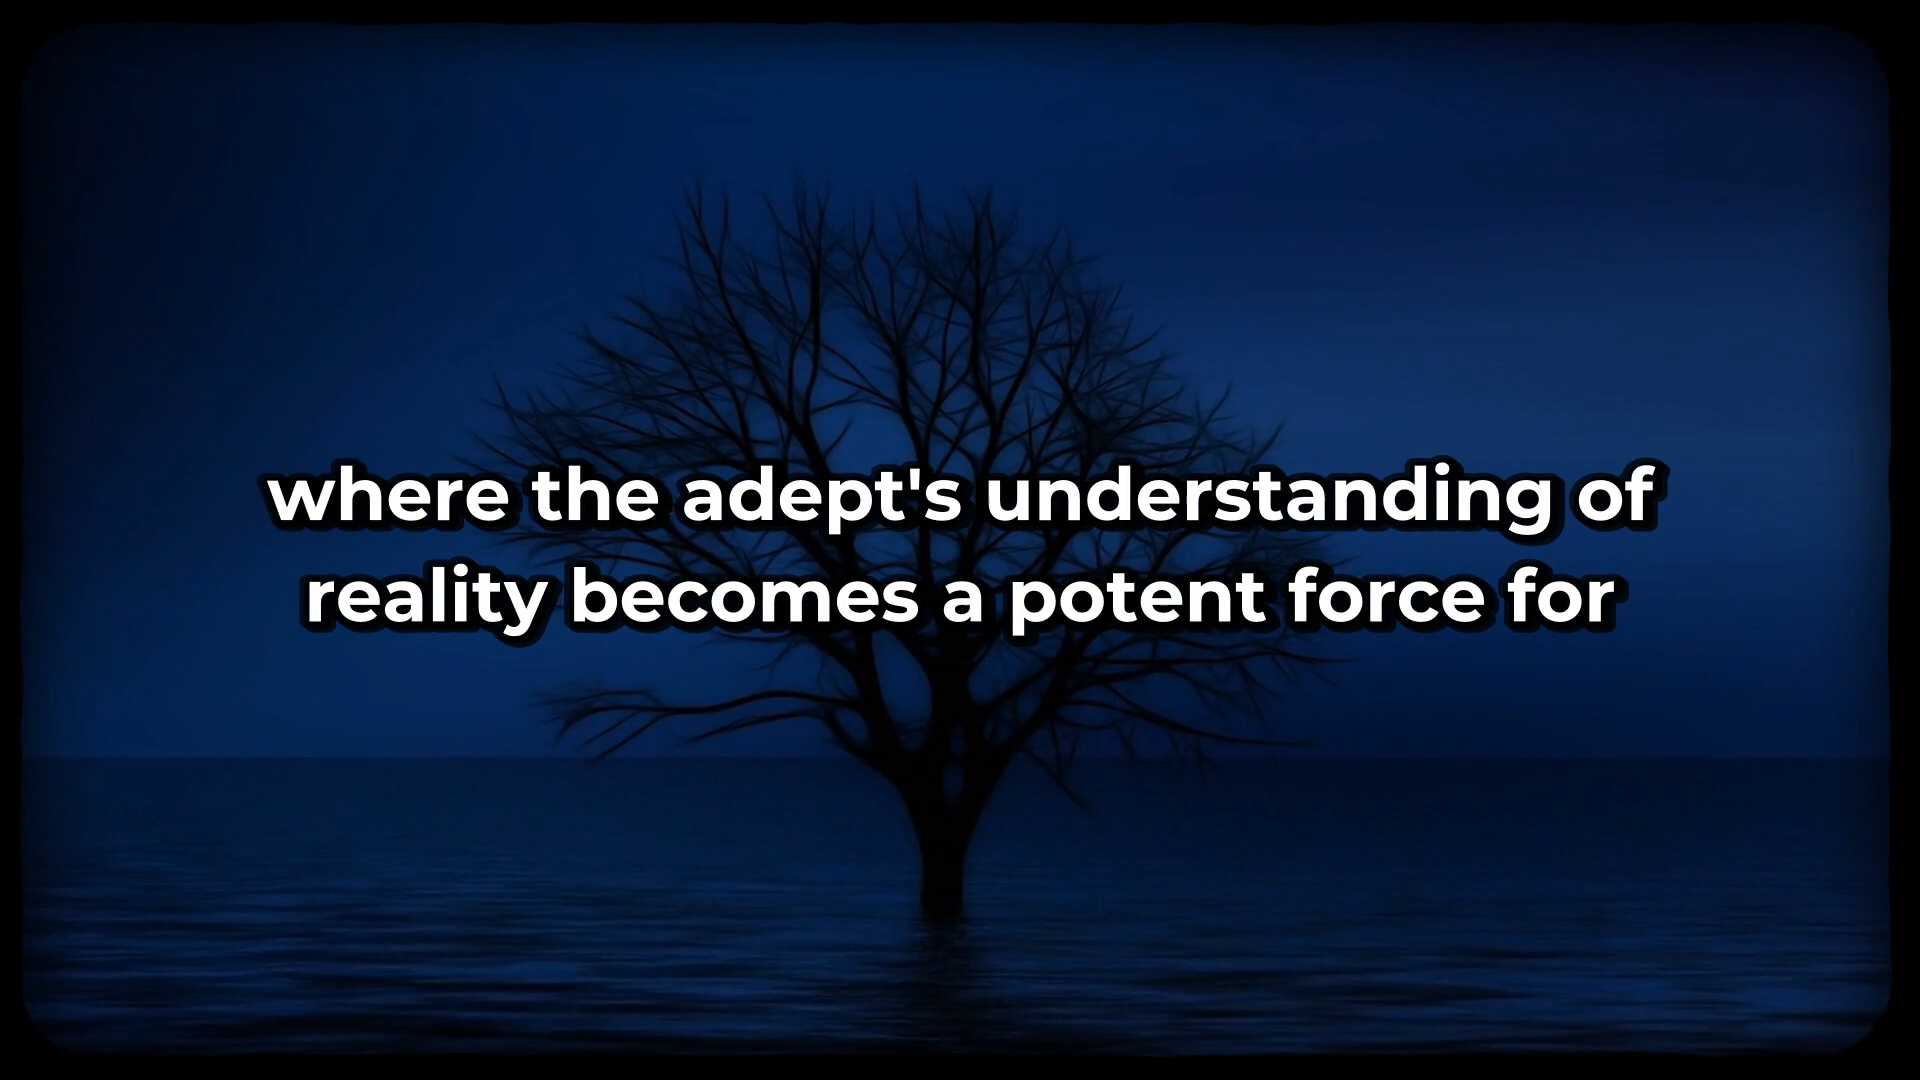 where the adept's understanding of
reality becomes a potent force for